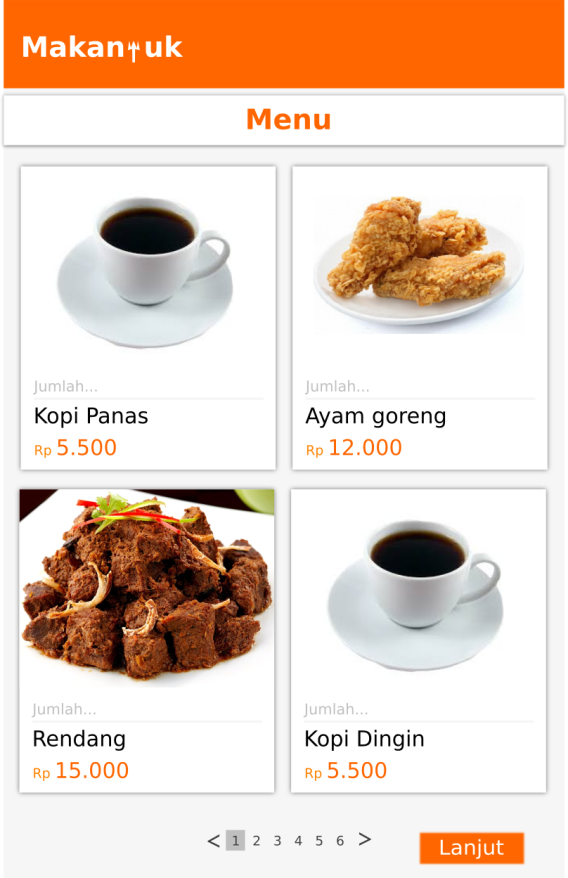 Makanyuk
Menu
Jumlah...
Kopi Panas
Rp 5.500
Jumlah...
Ayam goreng
Rp 12.000
Jumlah...
Rendang
Rp 15.000
Jumlah...
Kopi Dingin
Rp 5.500
< 1 2 3 4 5 6 >
Lanjut